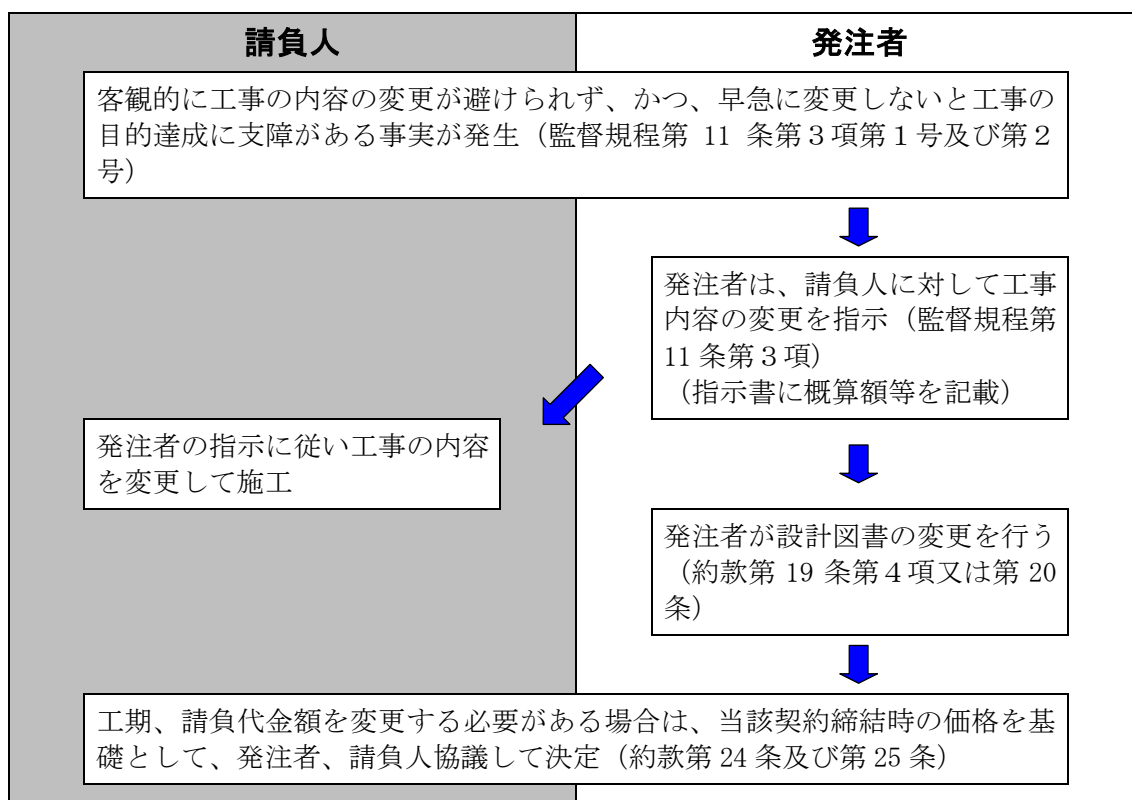 請負人
発注者
客観的に工事の内容の変更が避けられず、かつ、早急に変更しないと工事の
目的達成に支障がある事実が発生（監督規程第 11 条第３項第１号及び第２
号）
発注者は、請負人に対して工事
内容の変更を指示（監督規程第
11 条第３項）
（指示書に概算額等を記載）
発注者の指示に従い工事の内容
を変更して施工
発注者が設計図書の変更を行う
（約款第 19 条第４項又は第 20
条）
工期、請負代金額を変更する必要がある場合は、当該契約締結時の価格を基
礎として、発注者、請負人協議して決定（約款第 24 条及び第 25 条）